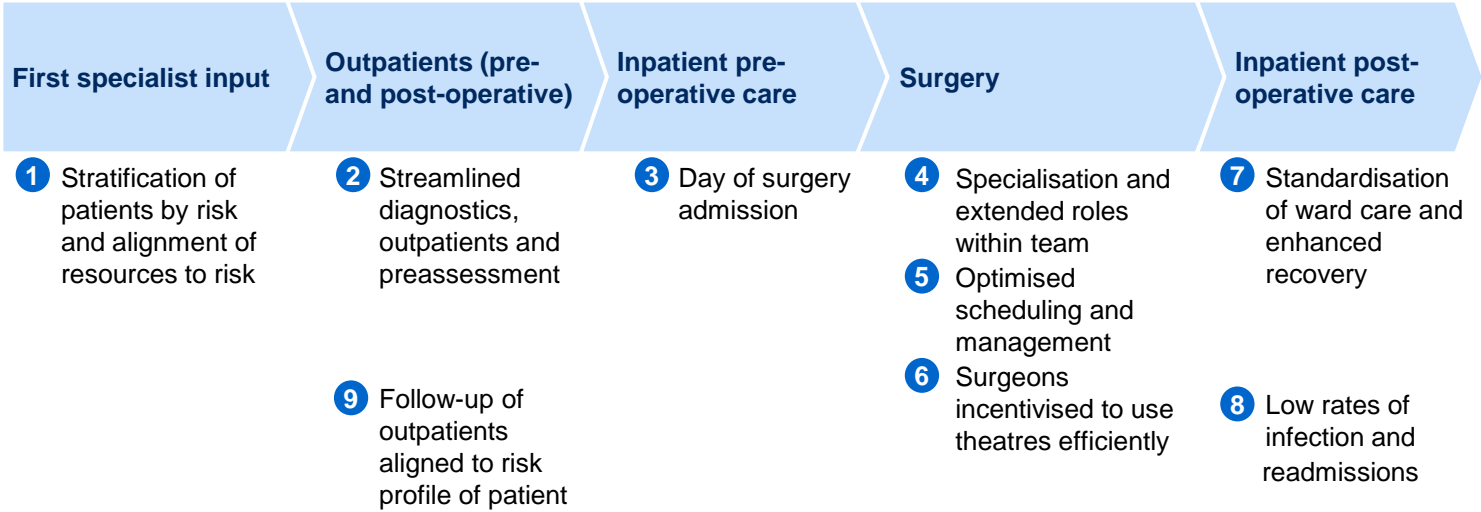 First specialist input
Outpatients (pre-
and post-operative)
Inpatient pre-
operative care
Surgery
Inpatient post-
operative care
1 Stratification of
patients by risk
and alignment of
resources to risk
2 Streamlined
diagnostics,
outpatients and
preassessment
9 Follow-up of
outpatients
aligned to risk
profile of patient
3 Day of surgery
admission
4 Specialisation and
extended roles
within team
5 Optimised
scheduling and
management
6 Surgeons
incentivised to use
theatres efficiently
7 Standardisation
of ward care and
enhanced
recovery
8 Low rates of
infection and
readmissions